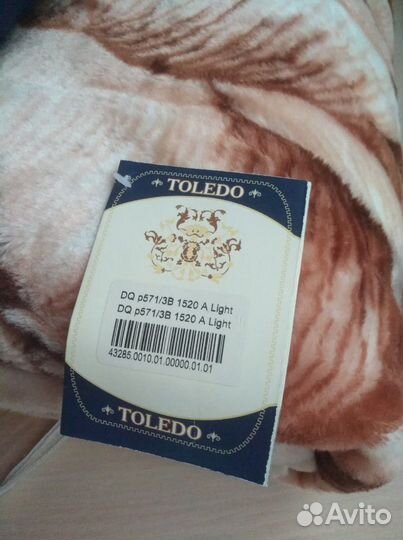 TOLEDO
DQ p571/3B 1520 A Light
DQ p571/3B 1520 A Light
43285.0010.01.00000.01.01
TOLEDO
Avito